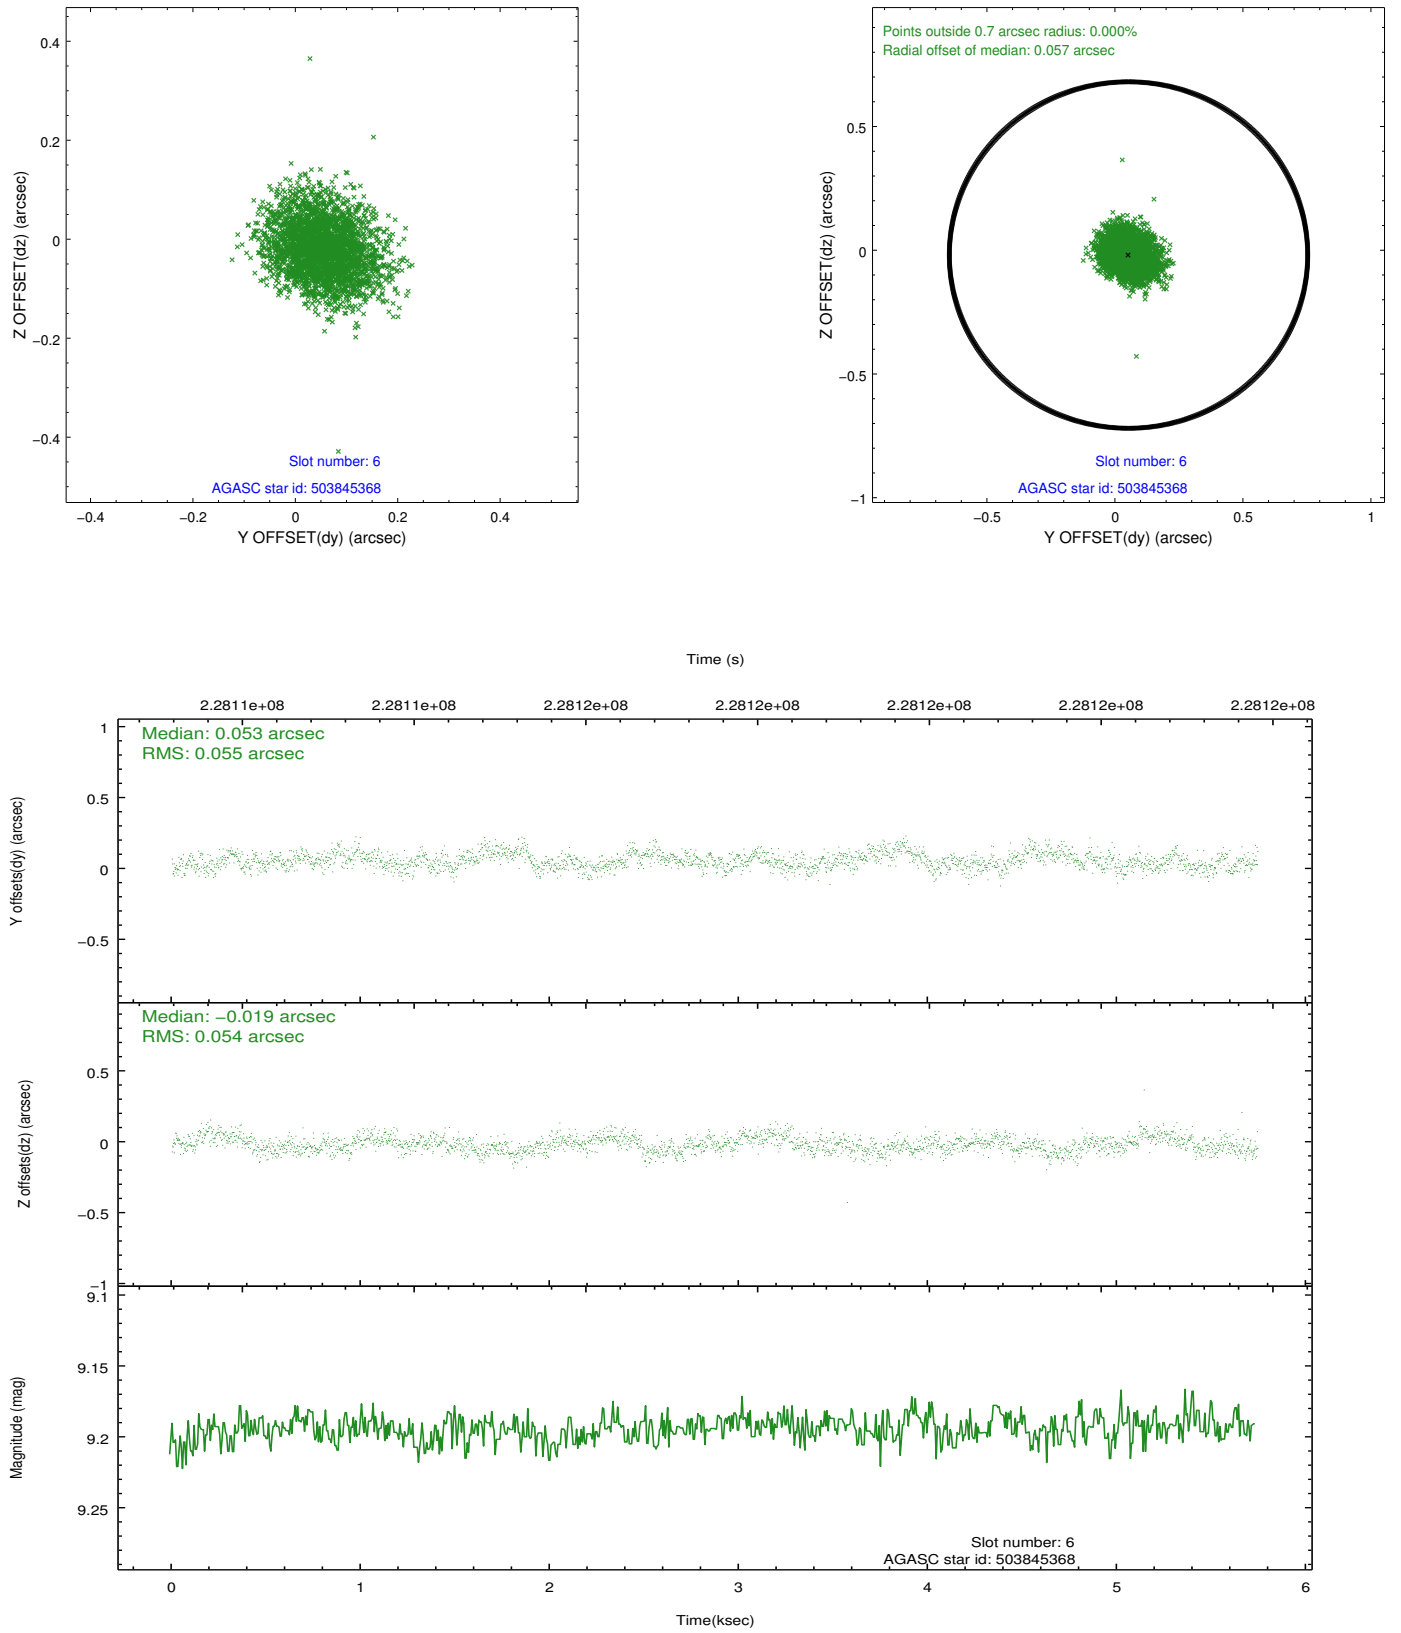 0.4
0.2
0
−0.2
−0.4
Z OFFSET(dz) (arcsec)
Slot number: 6
AGASC star id: 503845368
−0.4 −0.2 0 0.2 0.4
Y OFFSET(dy) (arcsec)
Points outside 0.7 arcsec radius: 0.000%
Radial offset of median: 0.057 arcsec
0.5
0
−0.5
−1
Z OFFSET(dz) (arcsec)
Slot number: 6
AGASC star id: 503845368
−0.5 0 0.5 1
Y OFFSET(dy) (arcsec)
Time (s)
2.2811e+08 2.2811e+08 2.2812e+08 2.2812e+08 2.2812e+08 2.2812e+08 2.2812e+08
Median: 0.053 arcsec
RMS: 0.055 arcsec
1
0.5
0
−0.5
Y offsets(dy) (arcsec)
Median: −0.019 arcsec
RMS: 0.054 arcsec
0.5
0
−0.5
−1
Z offsets(dz) (arcsec)
9.1
9.15
9.2
9.25
Magnitude (mag)
Slot number: 6
AGASC star id: 503845368
0 1 2 3 4 5 6
Time(ksec)